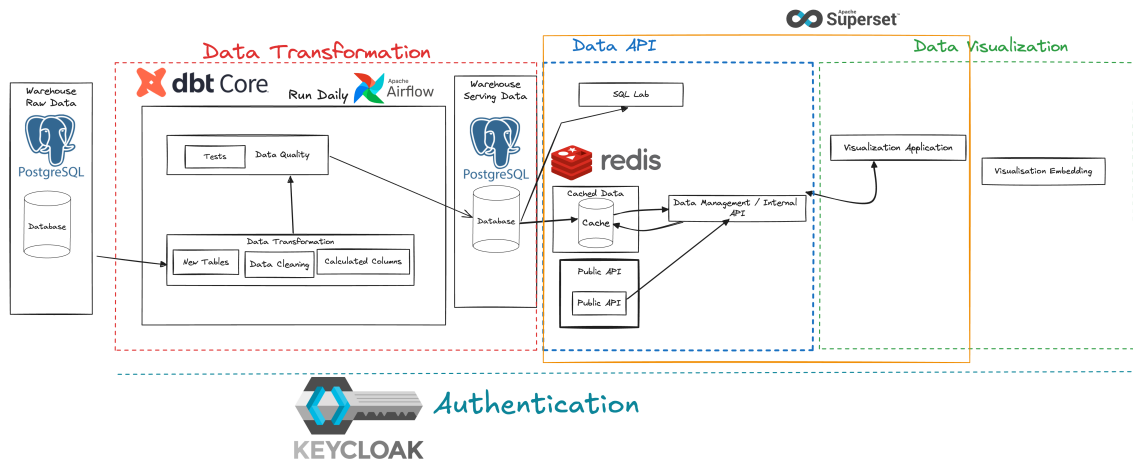 Apache
Superset™
Data Transformation
Data API
Data Visualization
Warehouse
Raw Data
PostgreSQL
Database
dbt Core
Run Daily
Apache
Airflow
Tests
Data Quality
Data Transformation
New Tables
Data Cleaning
Calculated Columns
Warehouse
Serving Data
PostgreSQL
Database
SQL Lab
redis
Cached Data
Cache
Data Management / Internal
API
Public API
Public API
Visualization Application
Visualisation Embedding
Authentication
KEYCLOAK